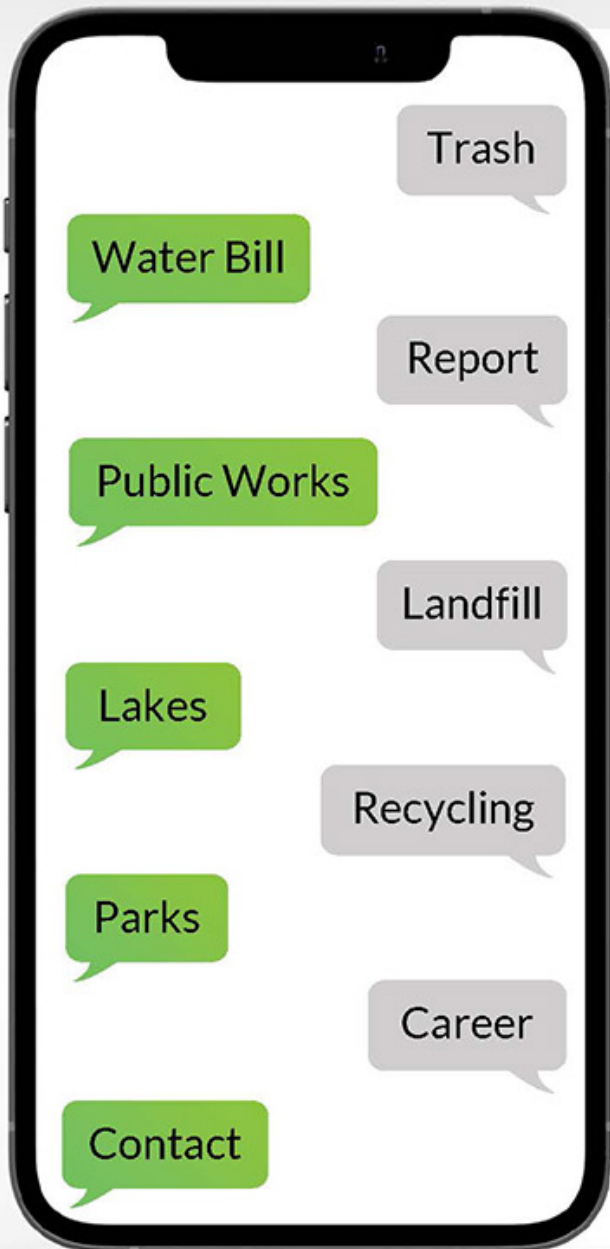 Trash
Water Bill
Report
Public Works
Landfill
Lakes
Recycling
Parks
Career
Contact